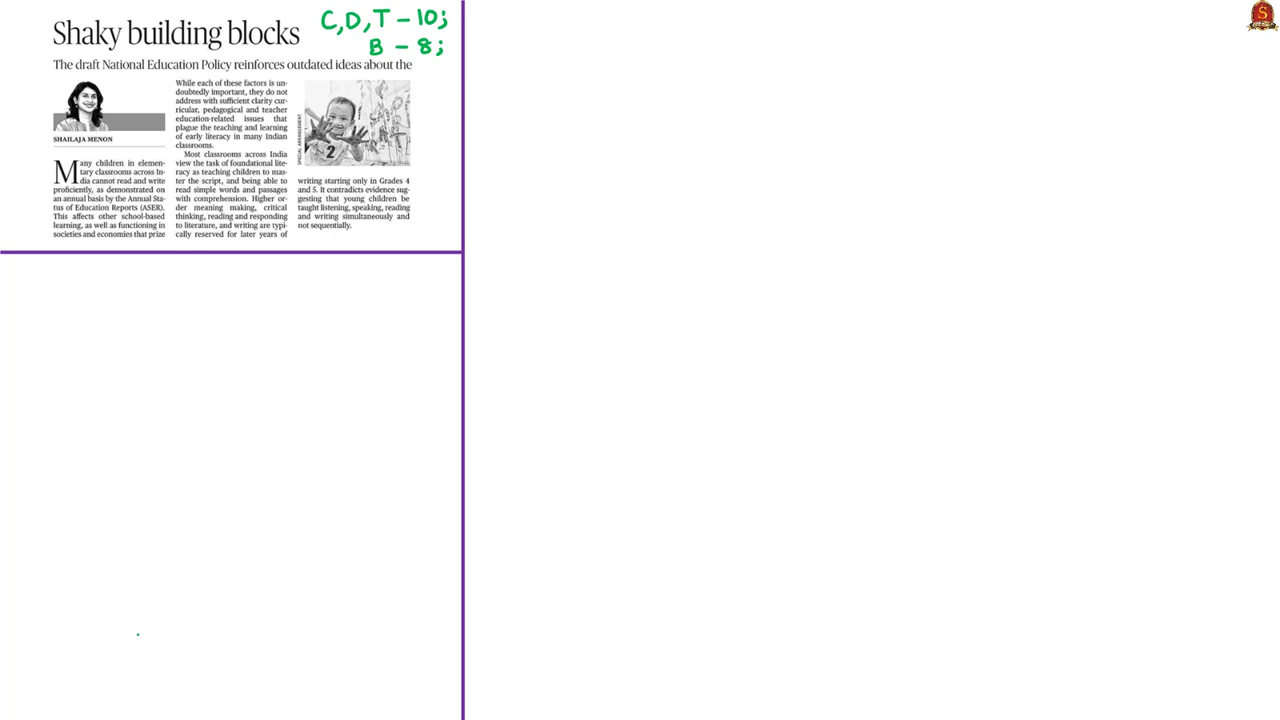 Shaky building blocks
C, D, T – 10;
B – 8;
The draft National Education Policy reinforces outdated ideas about the
SHAILAJA MENON
Many children in elemen-
tary classrooms across In-
dia cannot read and write
proficiently, as demonstrated on
an annual basis by the Annual Sta-
tus of Education Reports (ASER).
This affects other school-based
learning, as well as functioning in
societies and economies that prize
While each of these factors is un-
doubtedly important, they do not
address with sufficient clarity cur-
ricular, pedagogical and teacher
education-related issues that
plague the teaching and learning
of early literacy in many Indian
classrooms.
Most classrooms across India
view the task of foundational lite-
racy as teaching children to mas-
ter the script, and being able to
read simple words and passages
with comprehension. Higher or-
der meaning making, critical
thinking, reading and responding
to literature, and writing are typi-
cally reserved for later years of
SPECIAL ARRANGEMENT
2
writing starting only in Grades 4
and 5. It contradicts evidence sug-
gesting that young children be
taught listening, speaking, reading
and writing simultaneously and
not sequentially.
S